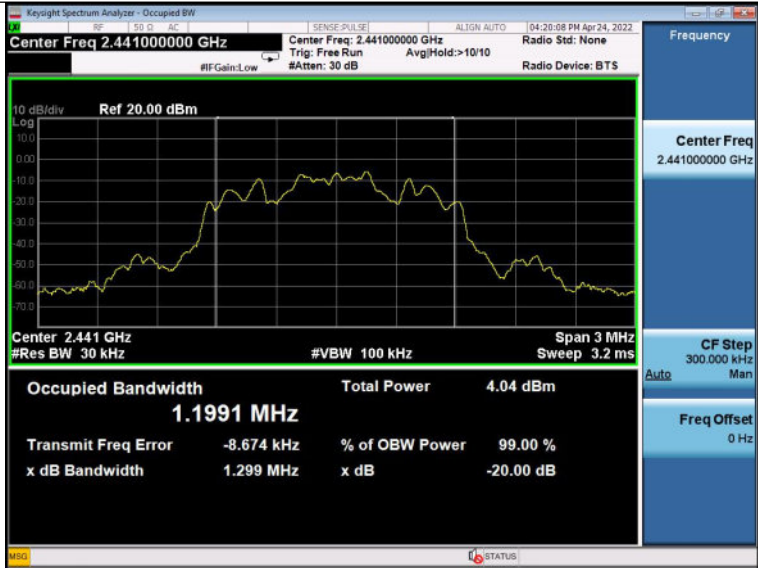 Keysight Spectrum Analyzer - Occupied BW
RF 50 Ω AC SENSE:PULSE ALIGN AUTO 04:20:08 PM Apr 24, 2022
Center Freq 2.441000000 GHz Center Freq: 2.441000000 GHz Radio Std: None Frequency
Trig: Free Run Avg|Hold:>10/10
#IFGain:Low #Atten: 30 dB Radio Device: BTS
10 dB/div Ref 20.00 dBm
Log
10.0
0.00
-10.0
-20.0
-30.0
-40.0
-50.0
-60.0
-70.0
Center Freq
2.441000000 GHz
Center 2.441 GHz Span 3 MHz
#Res BW 30 kHz #VBW 100 kHz Sweep 3.2 ms
CF Step
300.000 kHz
Auto Man
Occupied Bandwidth Total Power 4.04 dBm
1.1991 MHz
Transmit Freq Error -8.674 kHz % of OBW Power 99.00 %
x dB Bandwidth 1.299 MHz x dB -20.00 dB
Freq Offset
0 Hz
MSG STATUS